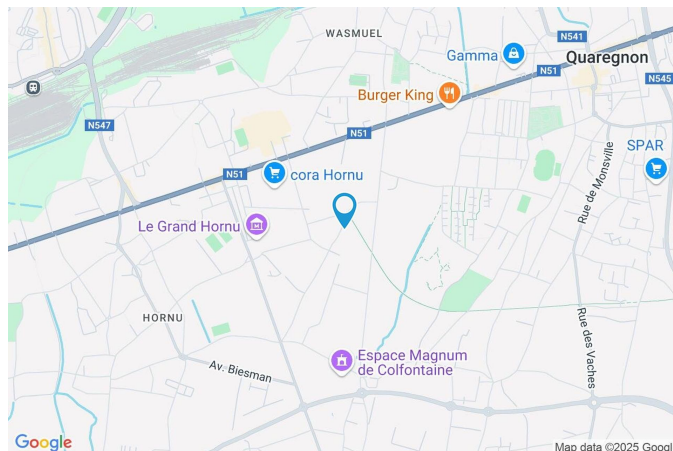 WASMUEL
N541
Gamma
Quaregnon
N51
N545
Burger King
N547
N51
SPAR
N51
cora Hornu
Rue de Monsville
Le Grand Hornu
HORNU
Rue des Vaches
Espace Magnum
de Colfontaine
Av. Biesman
Google
Map data ©2025 Googl